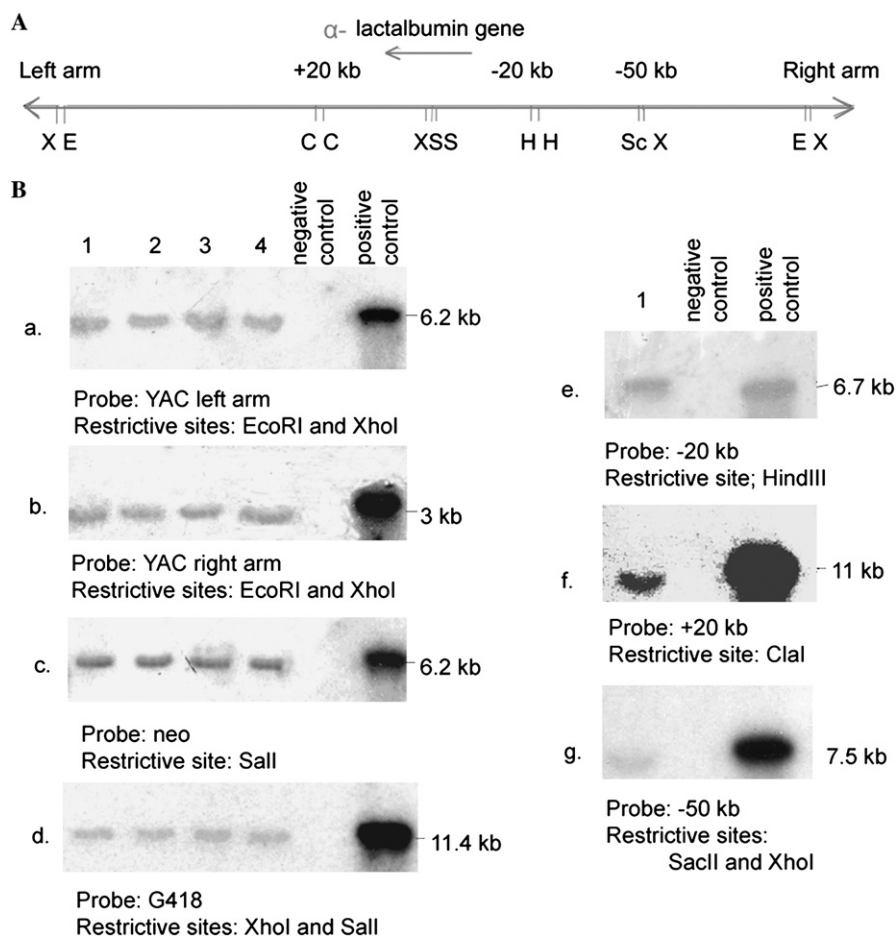 A
α- lactalbumin gene
Left arm +20 kb -20 kb -50 kb Right arm
X E C C XSS H H Sc X E X
B
1 2 3 4 negative control positive control
a. 6.2 kb
Probe: YAC left arm
Restrictive sites: EcoRI and XhoI
b. 3 kb
Probe: YAC right arm
Restrictive sites: EcoRI and XhoI
c. 6.2 kb
Probe: neo
Restrictive site: SalI
d. 11.4 kb
Probe: G418
Restrictive sites: XhoI and SalI
1 negative control positive control
e. 6.7 kb
Probe: -20 kb
Restrictive site; HindIII
f. 11 kb
Probe: +20 kb
Restrictive site: ClaI
g. 7.5 kb
Probe: -50 kb
Restrictive sites:
SacII and XhoI